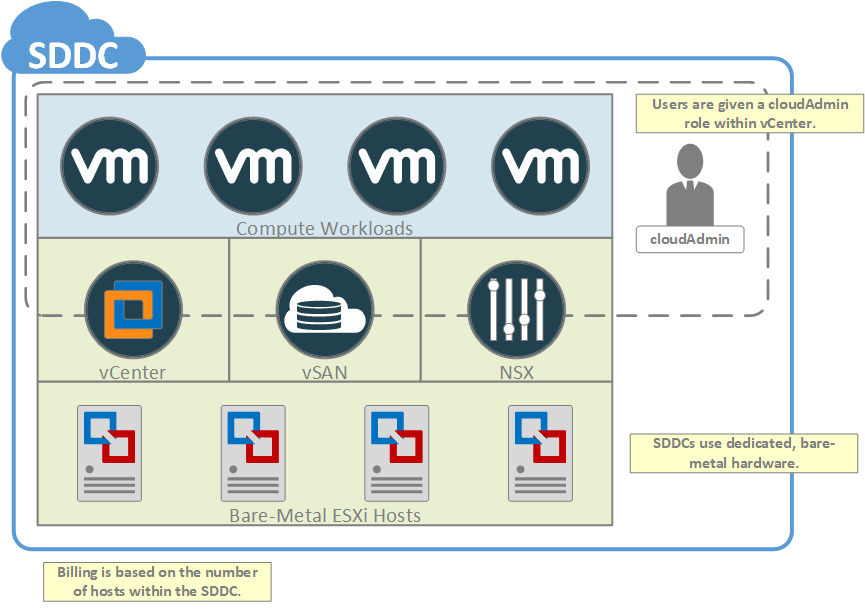 SDDC
Users are given a cloudAdmin
role within vCenter.
vm vm vm vm
Compute Workloads
cloudAdmin
vCenter
vSAN
NSX
SDDCs use dedicated, bare-
metal hardware.
Bare-Metal ESXi Hosts
Billing is based on the number
of hosts within the SDDC.